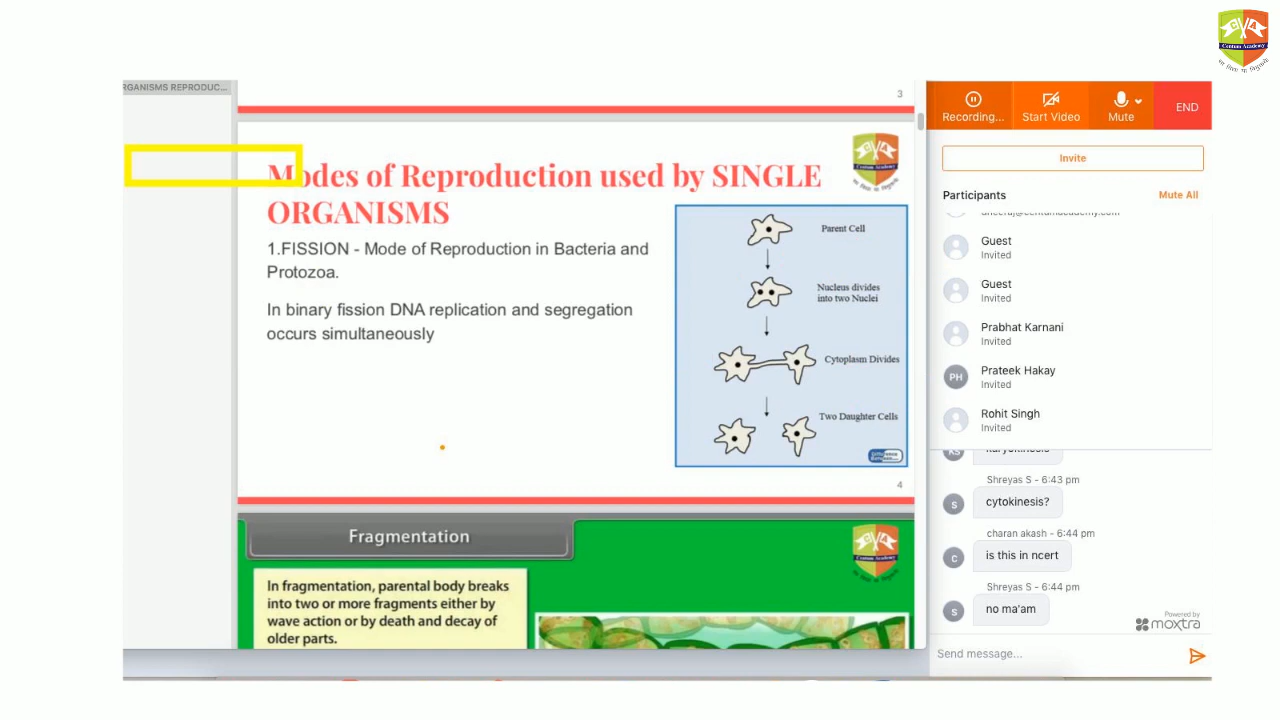 Centum Academy
RGANISMS REPRODUC...
3
Modes of Reproduction used by SINGLE
ORGANISMS
1.FISSION - Mode of Reproduction in Bacteria and
Protozoa.
In binary fission DNA replication and segregation
occurs simultaneously
Parent Cell
Nucleus divides
into two Nuclei
Cytoplasm Divides
Two Daughter Cells
4
Fragmentation
In fragmentation, parental body breaks
into two or more fragments either by
wave action or by death and decay of
older parts.
Recording...
Start Video
Mute
END
Invite
Participants
Mute All
Guest
Invited
Guest
Invited
Prabhat Karnani
Invited
PH
Prateek Hakay
Invited
Rohit Singh
Invited
KS
karyokinesis
Shreyas S - 6:43 pm
S
cytokinesis?
charan akash - 6:44 pm
C
is this in ncert
Shreyas S - 6:44 pm
S
no ma'am
Powered by
moxtra
Send message...